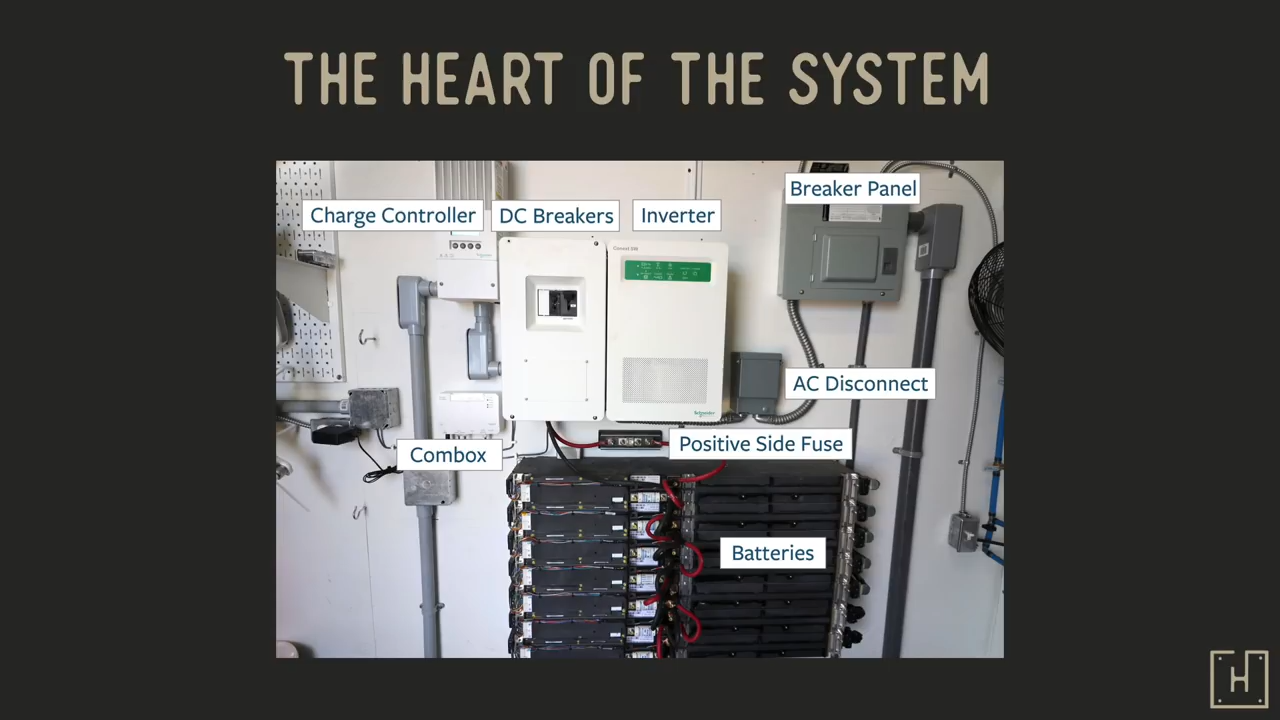 THE HEART OF THE SYSTEM
Breaker Panel
Charge Controller
DC Breakers
Inverter
Schneider
AC Disconnect
Positive Side Fuse
Combox
Batteries
H